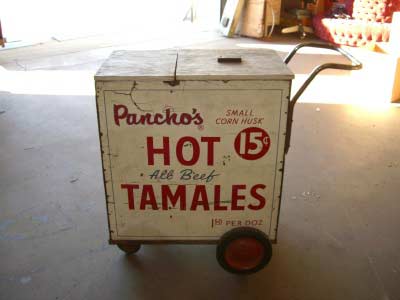 Pancho's®
SMALL
CORN HUSK
HOT 15¢
All Beef
TAMALES
1.50 PER DOZ